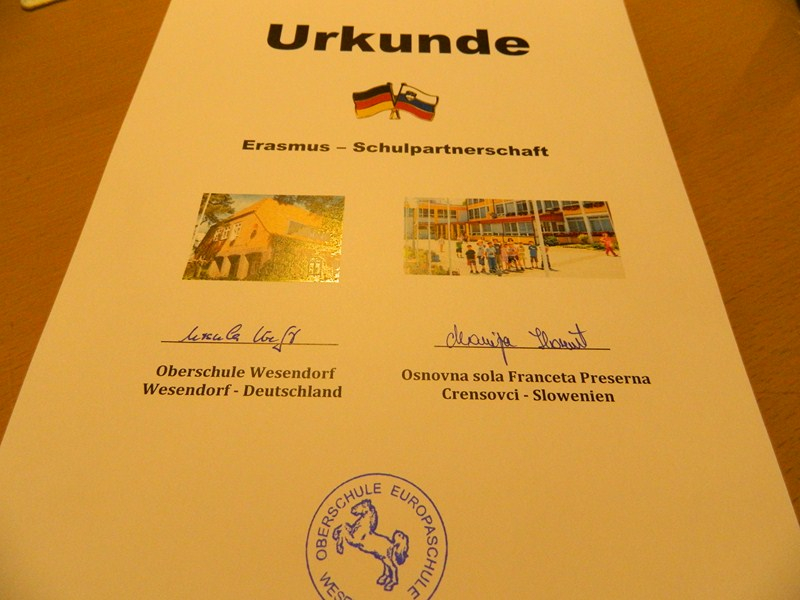 Urkunde
Erasmus – Schulpartnerschaft
Oberschule Wesendorf
Wesendorf - Deutschland
Osnovna sola Franceta Preserna
Crensovci - Slowenien
OBERSCHULE EUROPASCHULE